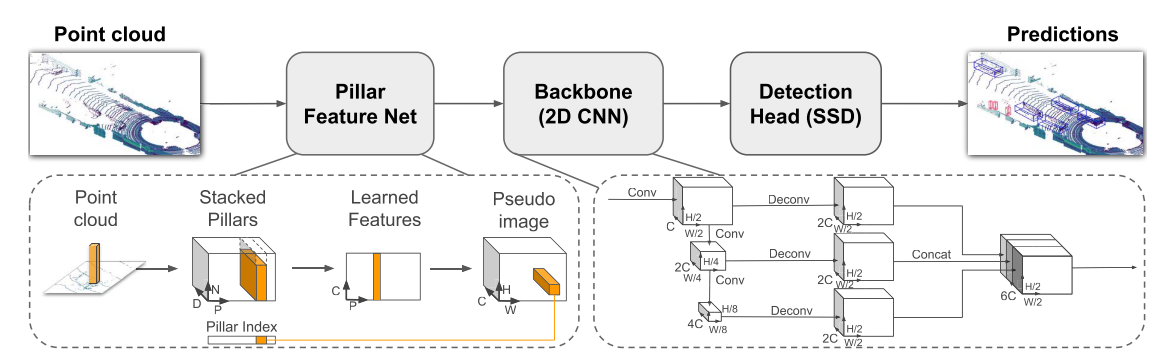 Point cloud
Predictions
Pillar
Feature Net
Backbone
(2D CNN)
Detection
Head (SSD)
Point
cloud
Stacked
Pillars
Learned
Features
Pseudo
image
D
N
P
C
P
C
H
W
Pillar Index
Conv
C
H/2
W/2
Conv
2C
H/4
W/4
Conv
4C
H/8
W/8
Deconv
2C
H/2
W/2
Deconv
2C
H/2
W/2
Deconv
2C
H/2
W/2
Concat
6C
H/2
W/2